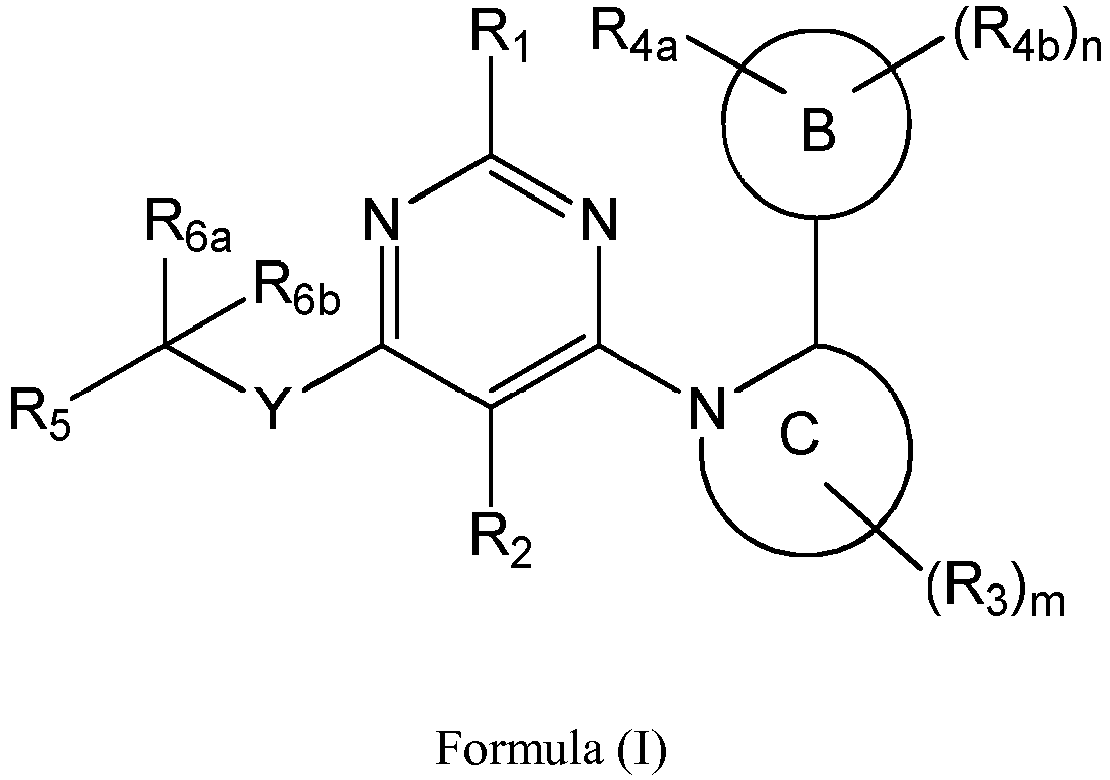 R1
R4a
(R4b)n
B
N
N
R6a
R6b
R5
Y
N
C
R2
(R3)m
Formula (I)